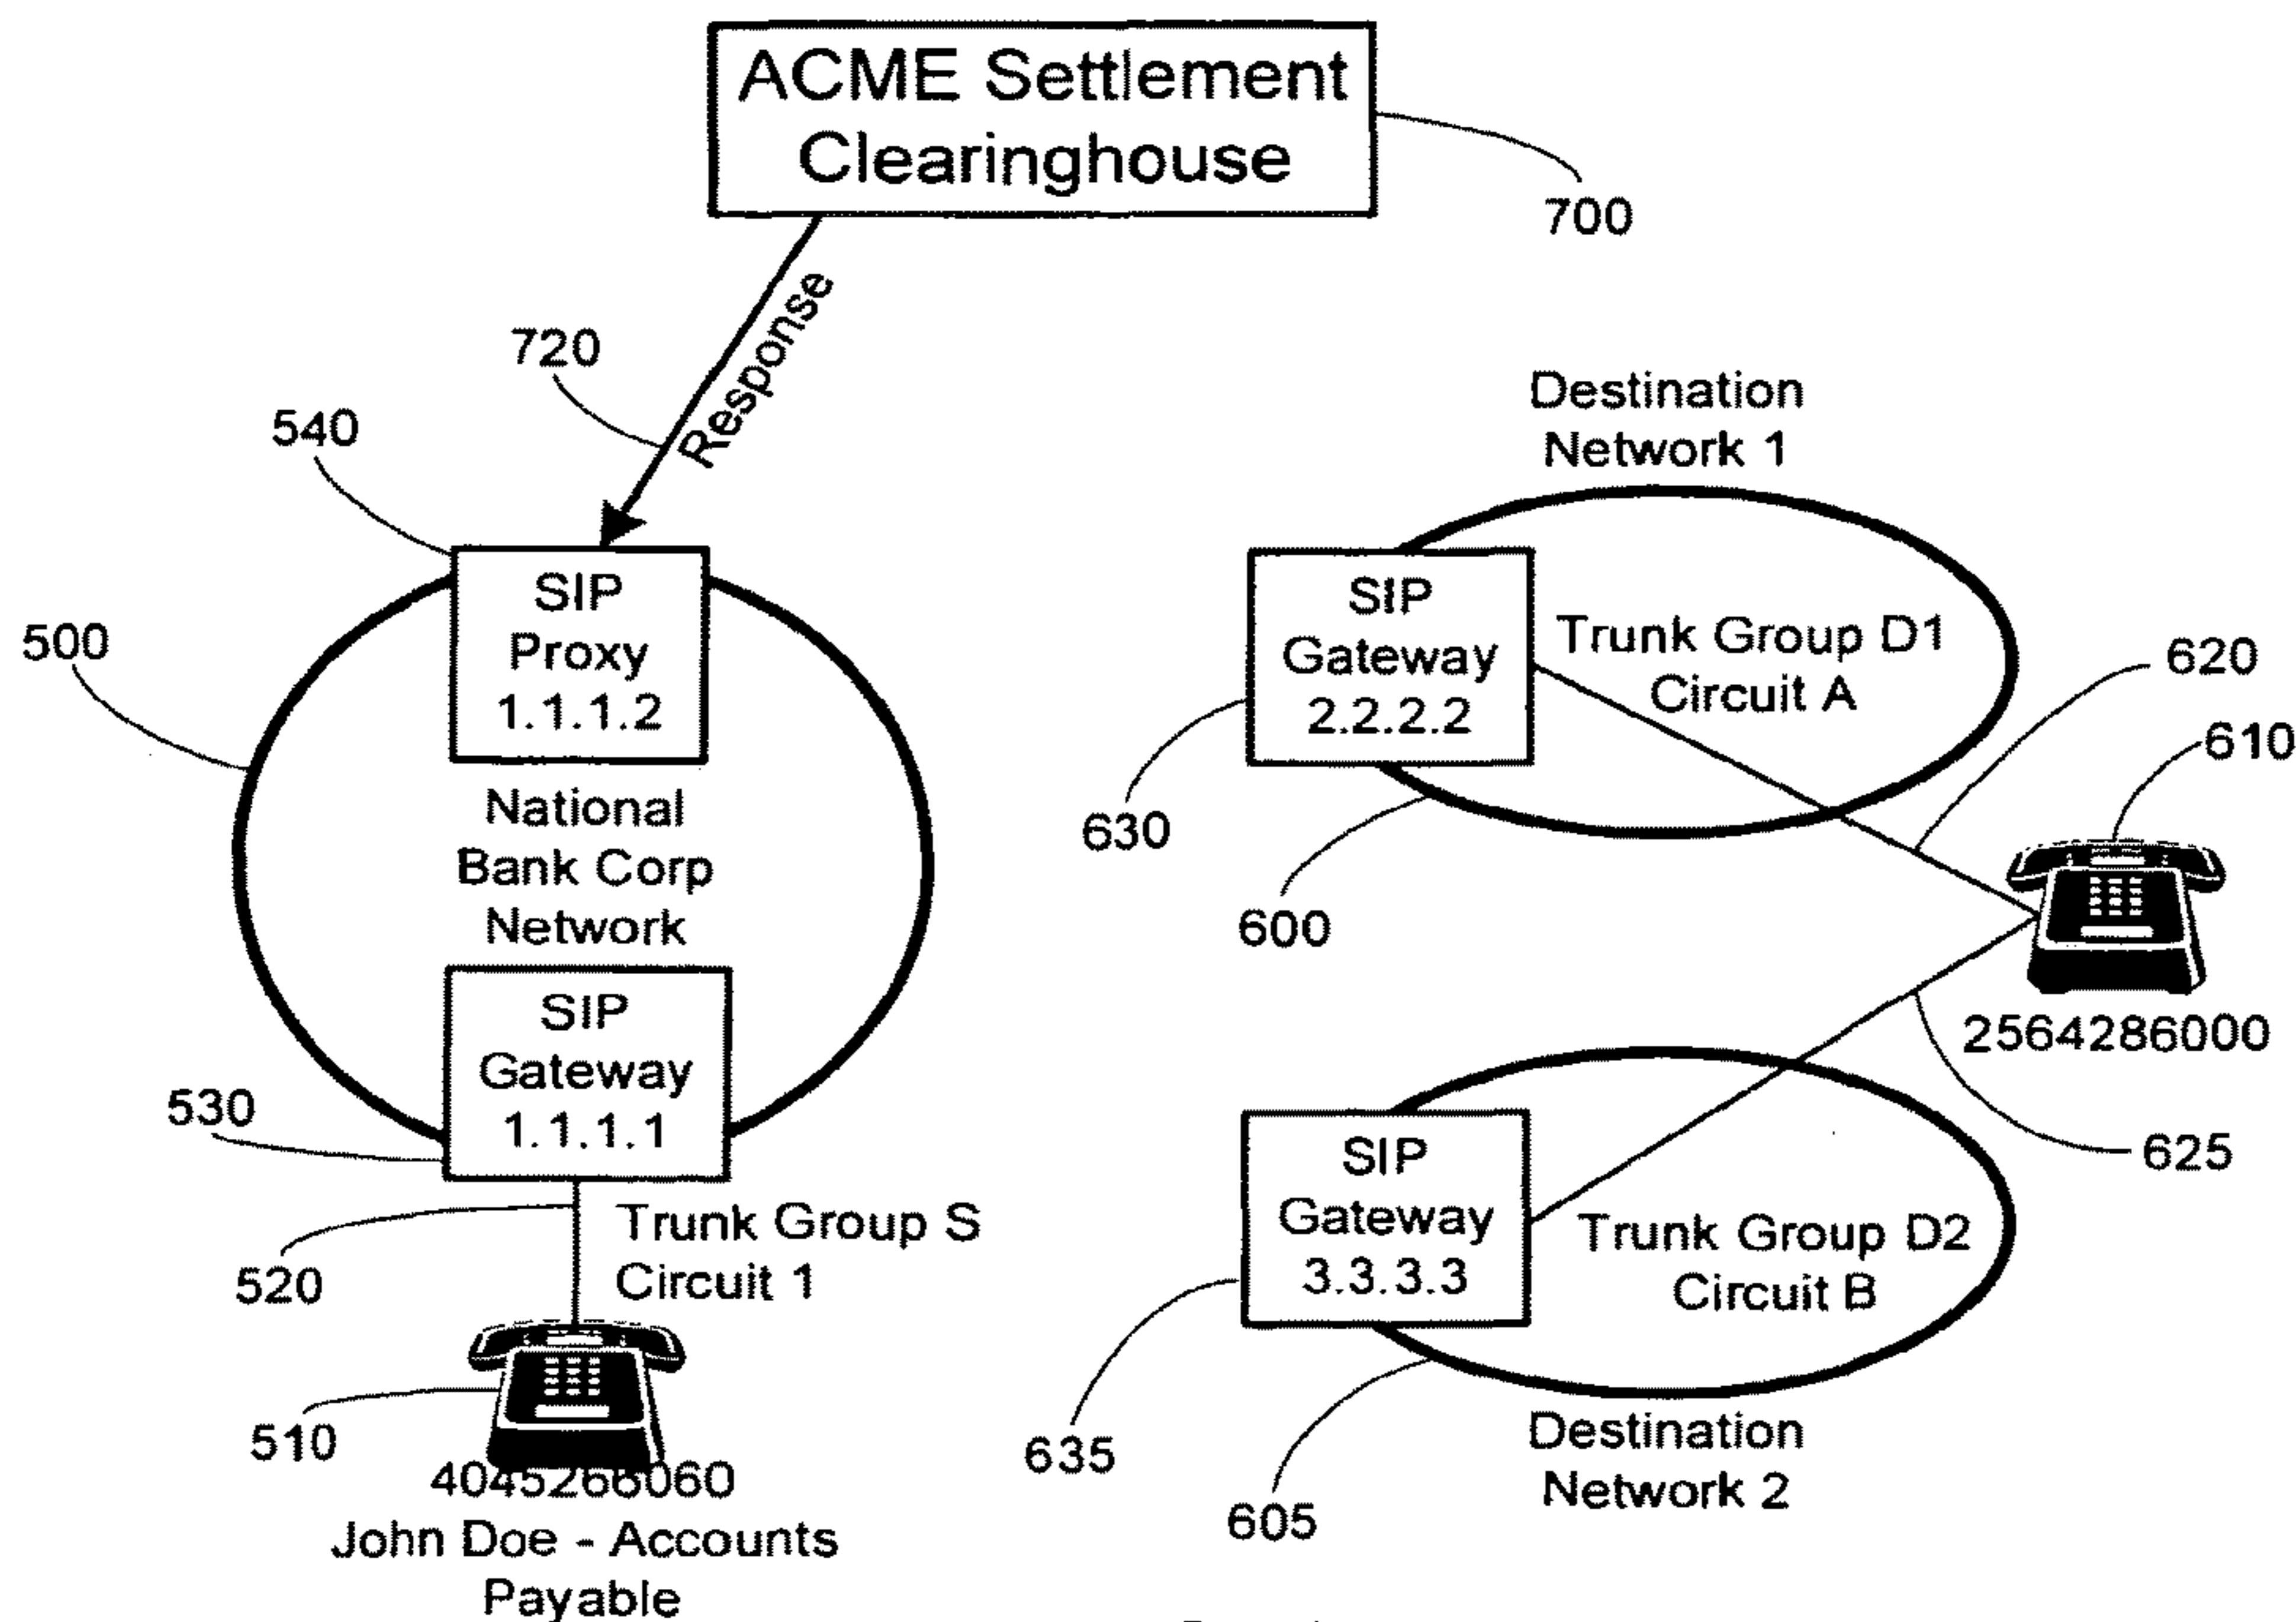 ACME Settlement
Clearinghouse
700
720
Response
540
SIP
Proxy
1.1.1.2
500
National
Bank Corp
Network
SIP
Gateway
1.1.1.1
530
Trunk Group S
Circuit 1
520
510
4045266060
John Doe - Accounts
Payable
Destination
Network 1
SIP
Gateway
2.2.2.2
Trunk Group D1
Circuit A
620
610
630
600
2564286000
SIP
Gateway
3.3.3.3
Trunk Group D2
Circuit B
625
635
605
Destination
Network 2